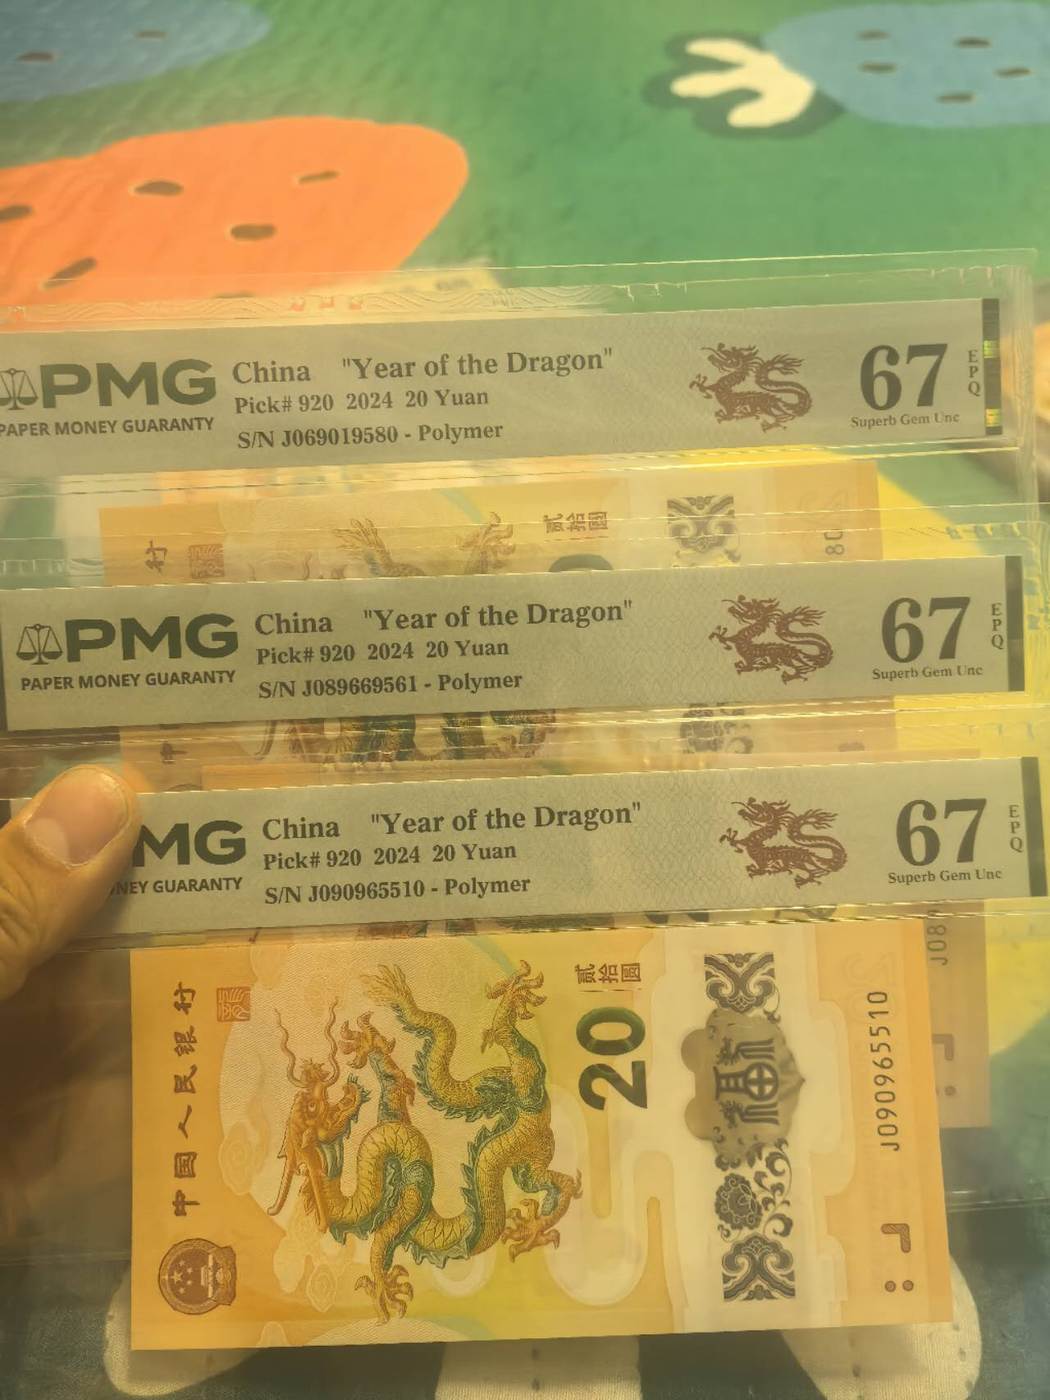 PMG
PAPER MONEY GUARANTY
China "Year of the Dragon"
Pick# 920 2024 20 Yuan
S/N J069019580 - Polymer
67
EPQ
Superb Gem Unc
行
贰拾圆
80
PMG
PAPER MONEY GUARANTY
China "Year of the Dragon"
Pick# 920 2024 20 Yuan
S/N J089669561 - Polymer
67
EPQ
Superb Gem Unc
MG
NEY GUARANTY
China "Year of the Dragon"
Pick# 920 2024 20 Yuan
S/N J090965510 - Polymer
67
EPQ
Superb Gem Unc
J08
中国人民银行
贰拾圆
20
J090965510